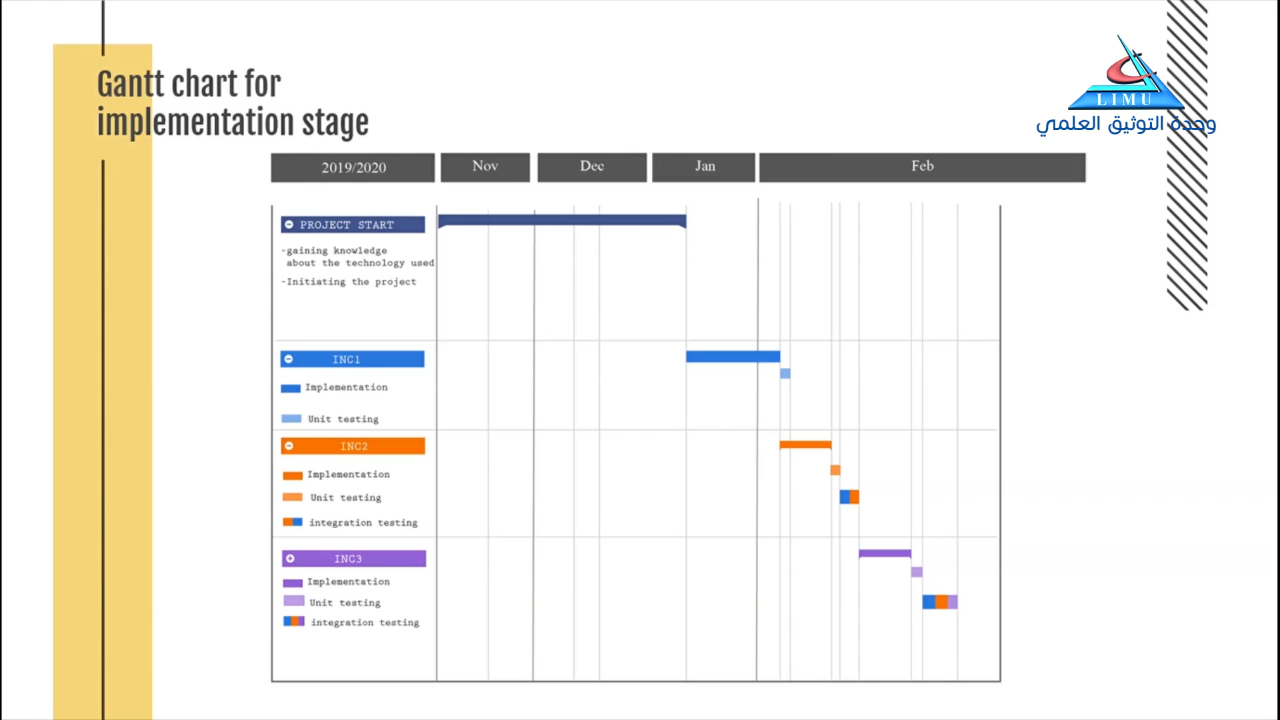 Gantt chart for
implementation stage
LIMU
وحدة التوثيق العلمي
2019/2020 Nov Dec Jan Feb
PROJECT START
-gaining knowledge
about the technology used
-Initiating the project
INC1
Implementation
Unit testing
INC2
Implementation
Unit testing
integration testing
INC3
Implementation
Unit testing
integration testing